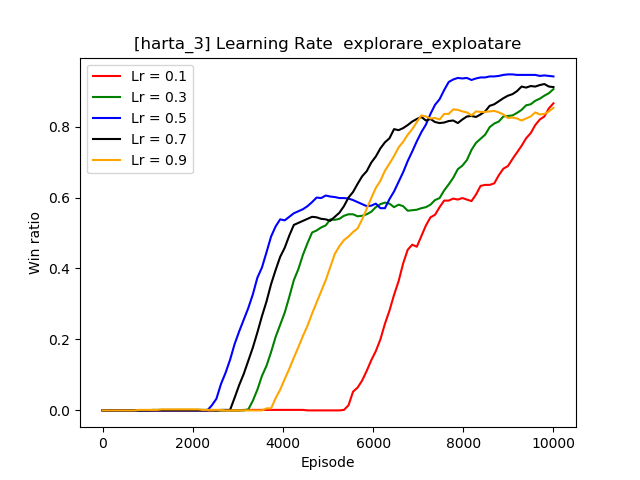 [harta_3] Learning Rate  explorare_exploatare
Lr = 0.1
Lr = 0.3
Lr = 0.5
Lr = 0.7
Lr = 0.9
Win ratio
0.8
0.6
0.4
0.2
0.0
0 2000 4000 6000 8000 10000
Episode